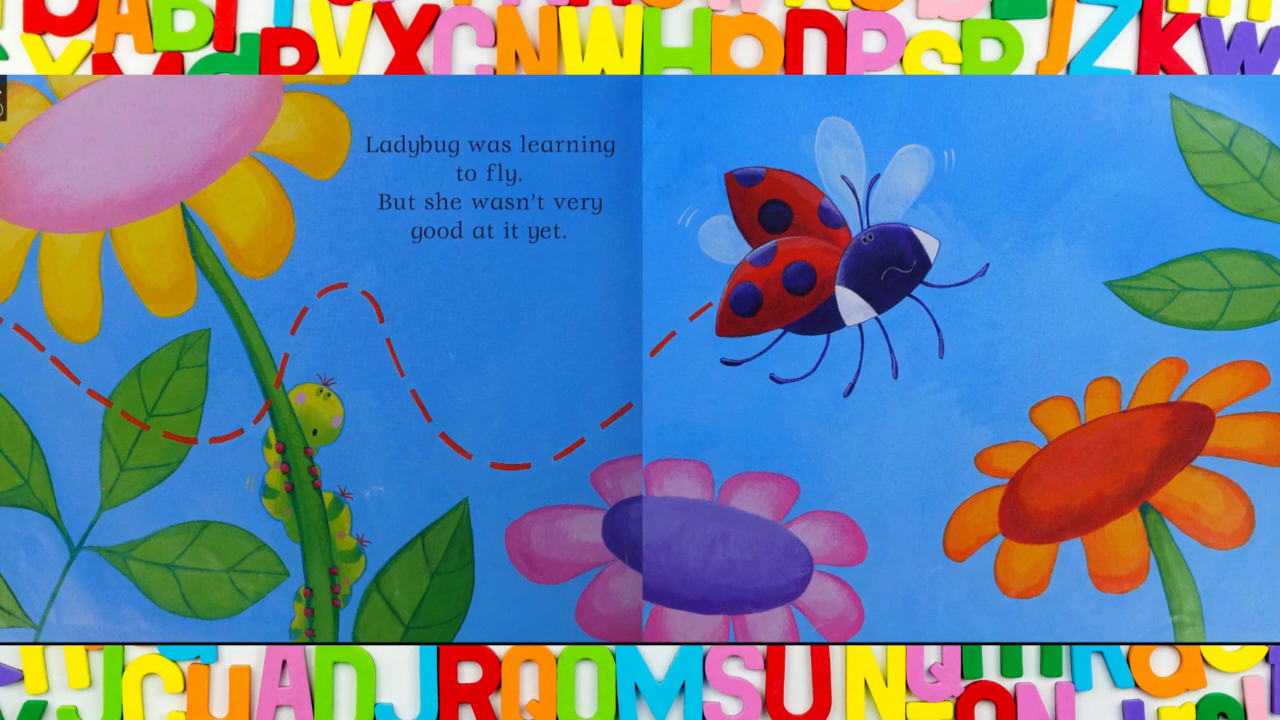 Ladybug was learning
to fly.
But she wasn't very
good at it yet.